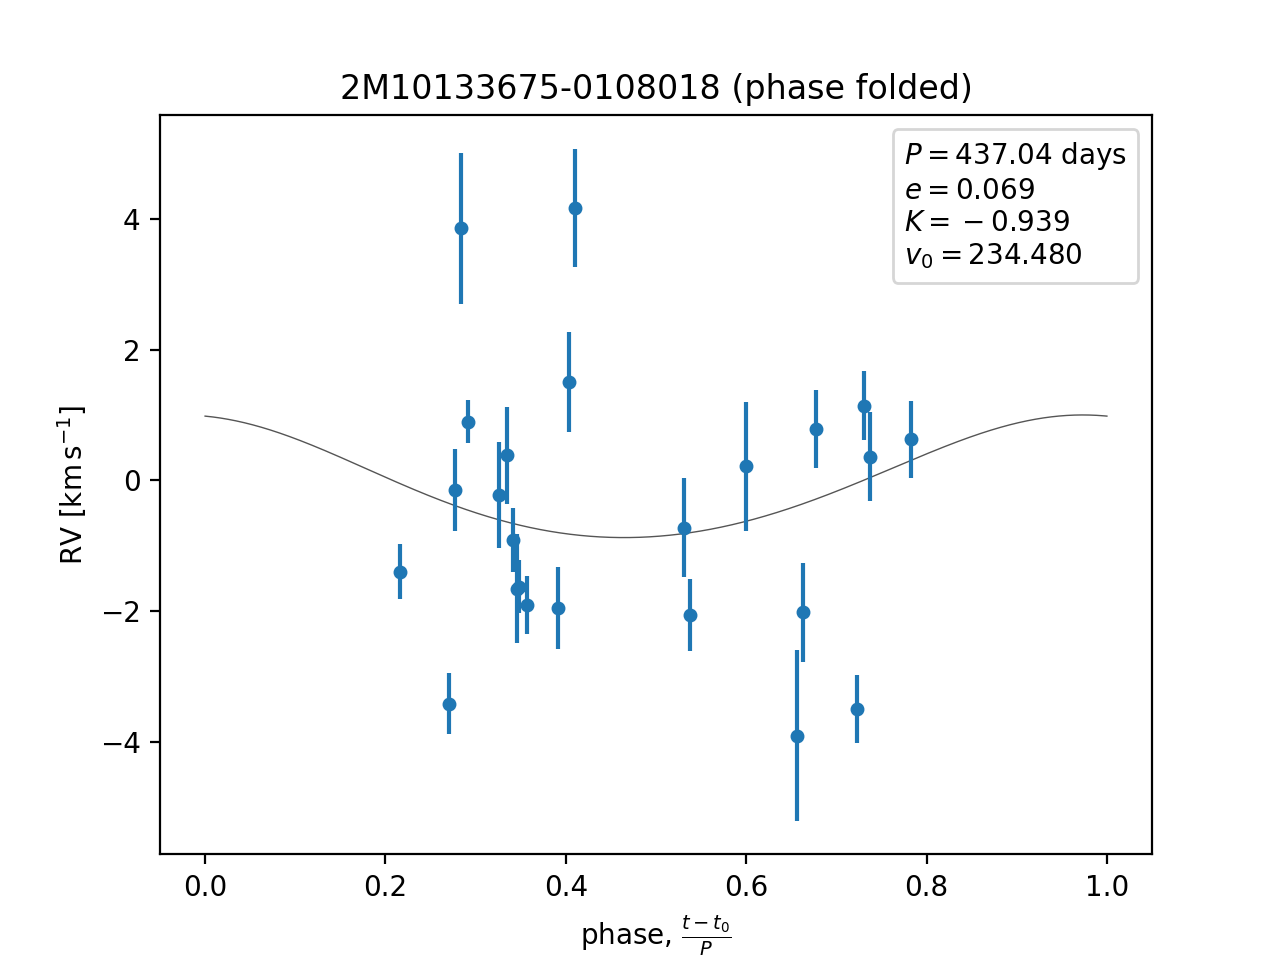 2M10133675-0108018 (phase folded)
P = 437.04 days
e = 0.069
K = −0.939
v₀ = 234.480
RV [km s⁻¹]
4
2
0
−2
−4
0.0 0.2 0.4 0.6 0.8 1.0
phase, (t − t₀)/P